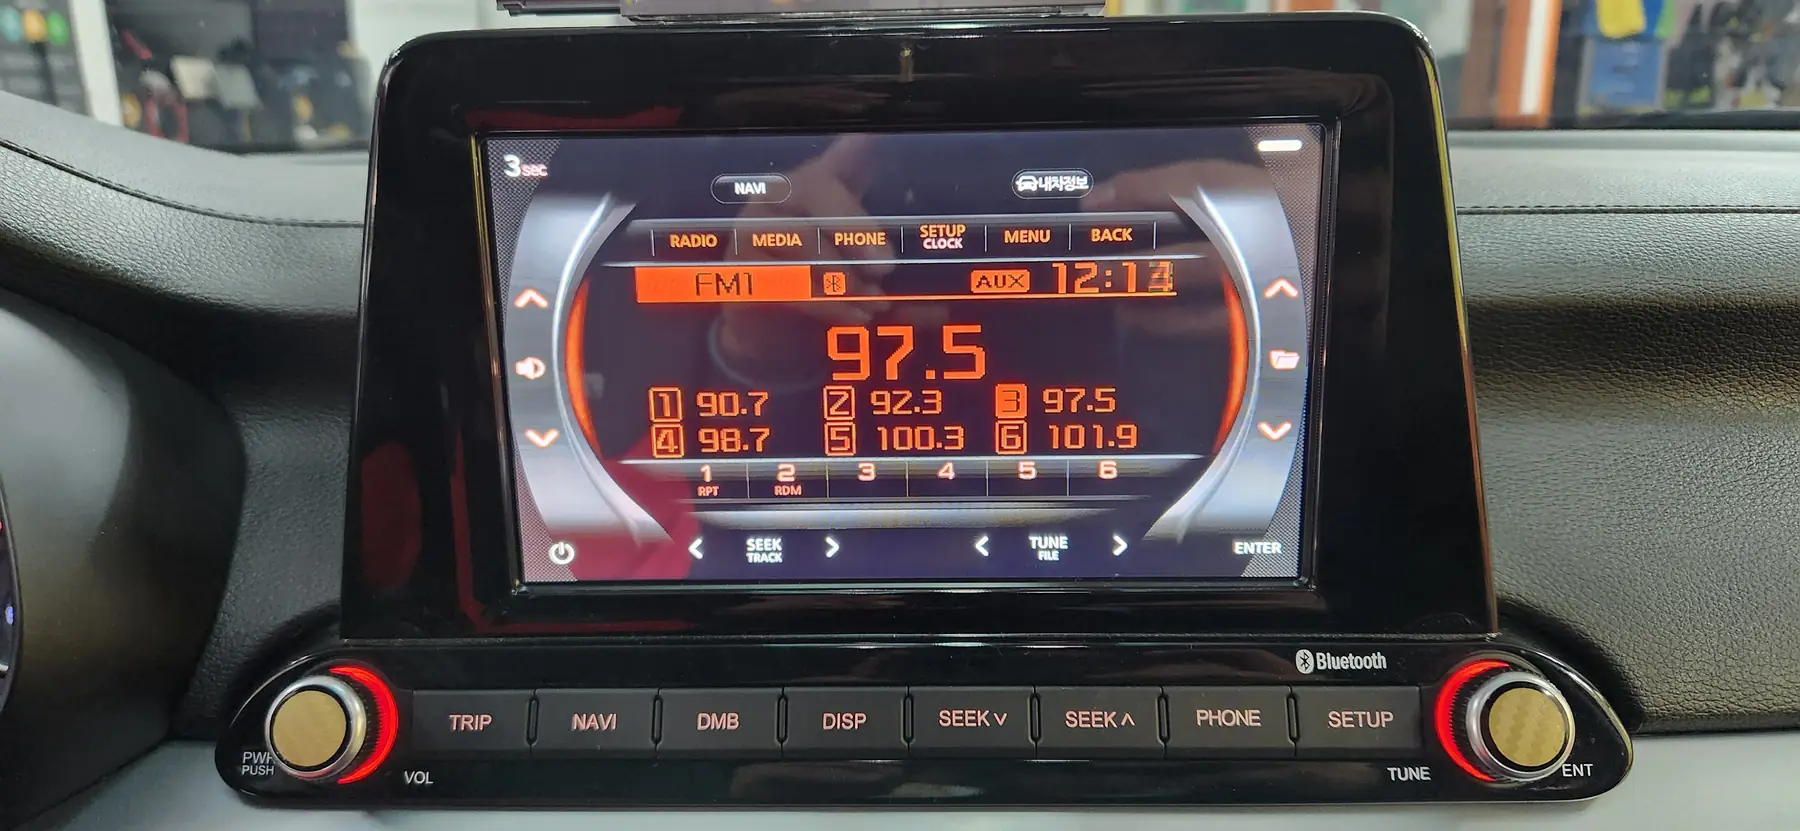 3sec
NAVI 내차정보
RADIO MEDIA PHONE SETUP CLOCK MENU BACK
FM1 AUX
97.5
1 90.7 2 92.3 3 97.5
4 98.7 5 100.3 6 101.9
1 2 3 4 5 6
RPT RDM
< SEEK TRACK > < TUNE FILE > ENTER
Bluetooth
TRIP NAVI DMB DISP SEEK∨ SEEK∧ PHONE SETUP
PWR PUSH VOL TUNE ENT